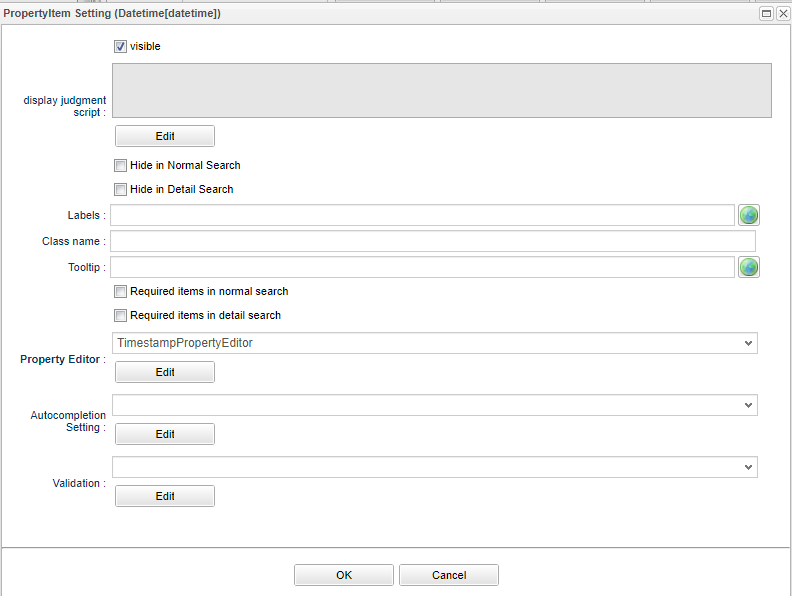 PropertyItem Setting (Datetime[datetime])
visible
display judgment
script :
Edit
Hide in Normal Search
Hide in Detail Search
Labels :
Class name :
Tooltip :
Required items in normal search
Required items in detail search
TimestampPropertyEditor
Property Editor :
Edit
Autocompletion
Setting :
Edit
Validation :
Edit
OK Cancel